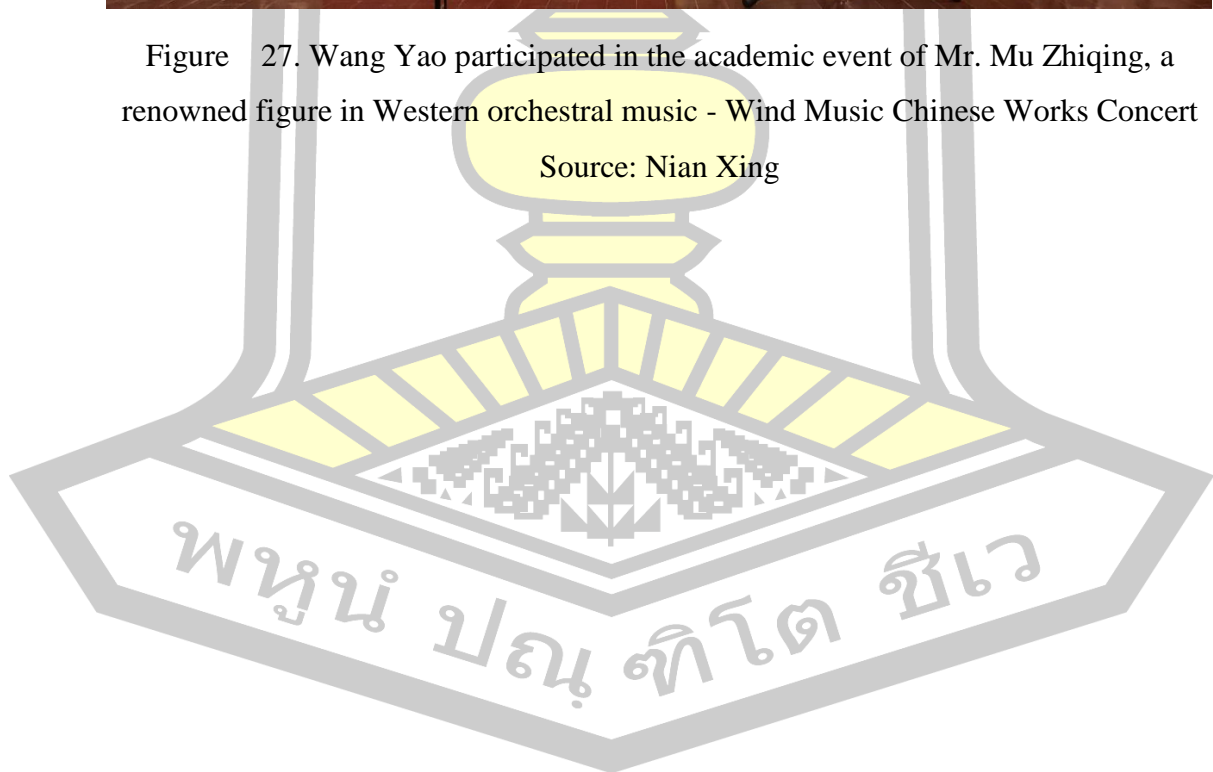 Figure 27. Wang Yao participated in the academic event of Mr. Mu Zhiqing, a
renowned figure in Western orchestral music - Wind Music Chinese Works Concert
Source: Nian Xing
พหูนํ ปณฺฑิโต ชีเว